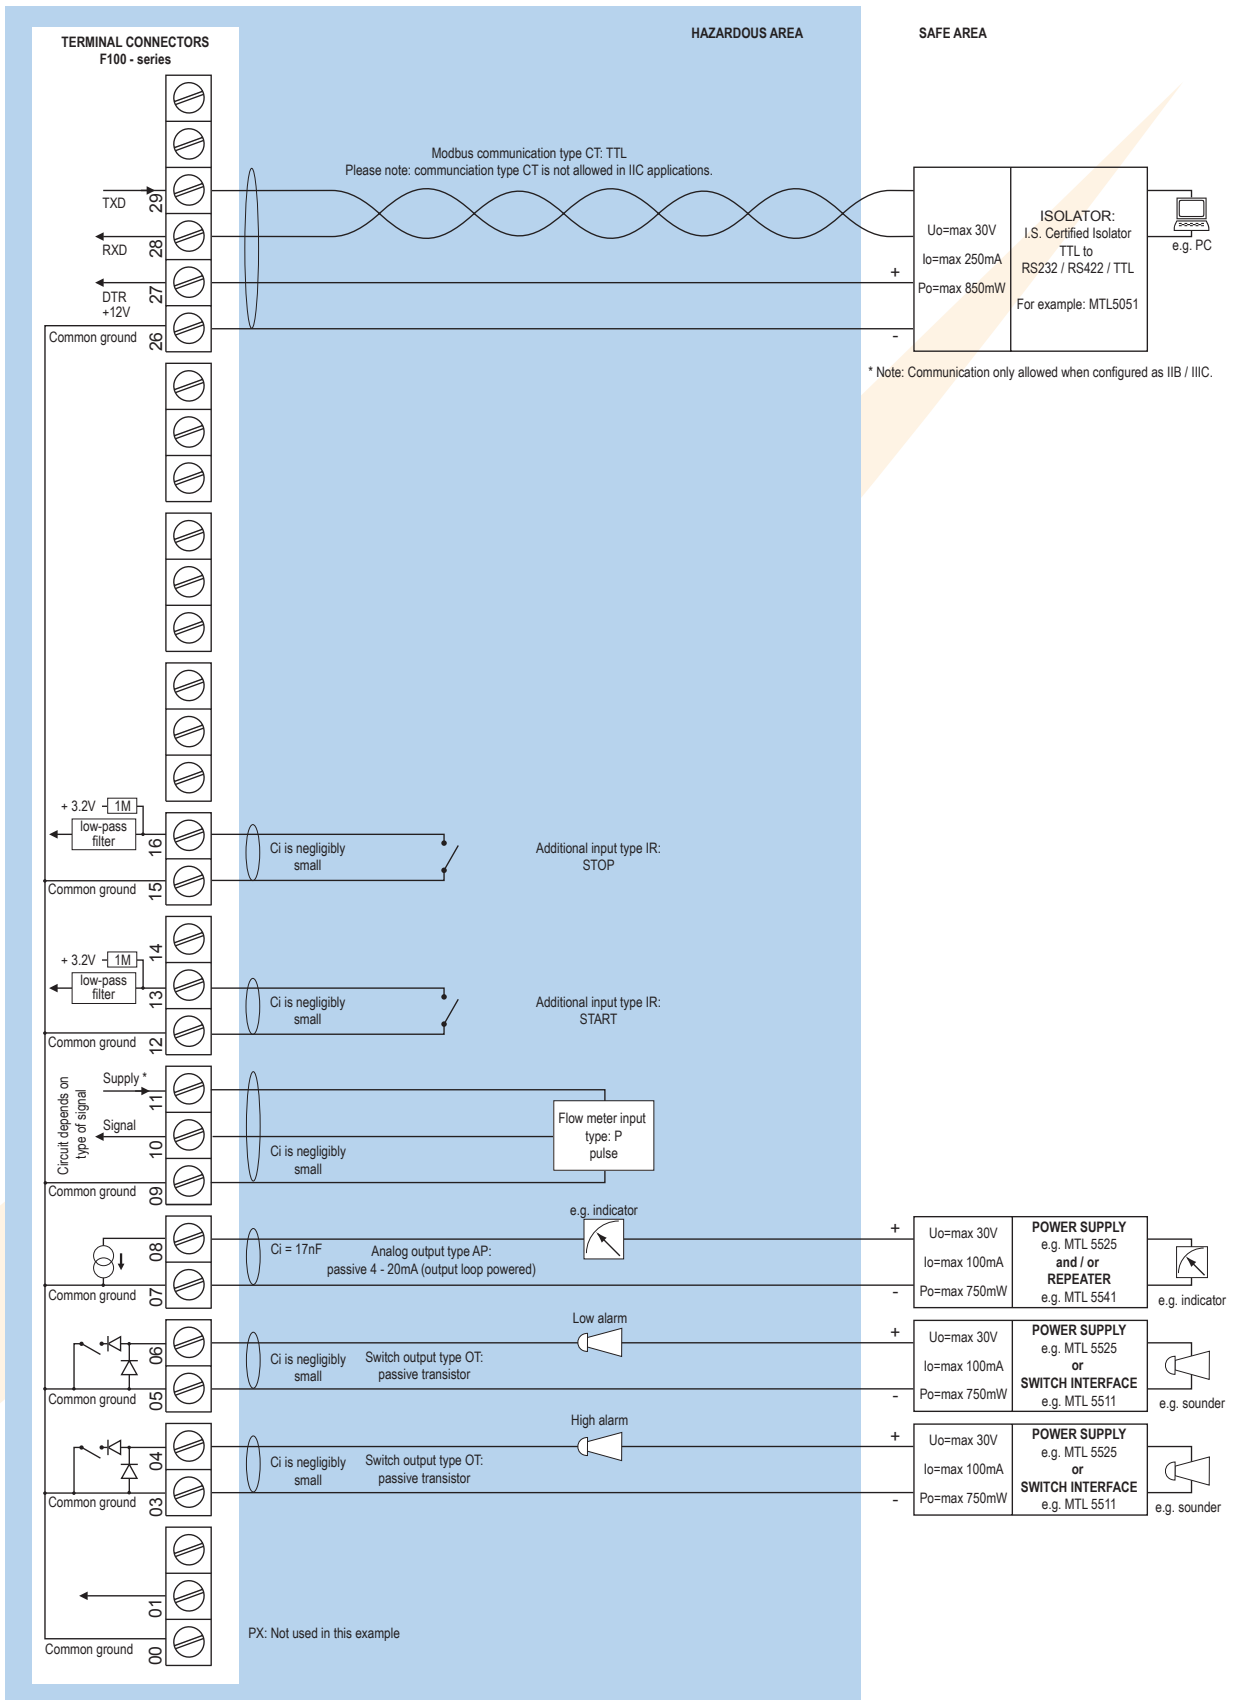 HAZARDOUS AREA
SAFE AREA
TERMINAL CONNECTORS
F100 - series
Modbus communication type CT: TTL
Please note: communciation type CT is not allowed in IIC applications.
TXD
29
RXD
28
DTR
+12V
27
Common ground
26
+
-
Uo=max 30V
Io=max 250mA
Po=max 850mW
ISOLATOR:
I.S. Certified Isolator
TTL to
RS232 / RS422 / TTL
For example: MTL5051
e.g. PC
* Note: Communication only allowed when configured as IIB / IIIC.
+ 3.2V
1M
low-pass
filter
16
Common ground
15
Ci is negligibly
small
Additional input type IR:
STOP
14
+ 3.2V
1M
low-pass
filter
13
Common ground
12
Ci is negligibly
small
Additional input type IR:
START
Circuit depends on
type of signal
Supply *
11
Signal
10
Common ground
09
Ci is negligibly
small
Flow meter input
type: P
pulse
e.g. indicator
08
Common ground
07
Ci = 17nF
Analog output type AP:
passive 4 - 20mA (output loop powered)
+
-
Uo=max 30V
Io=max 100mA
Po=max 750mW
POWER SUPPLY
e.g. MTL 5525
and / or
REPEATER
e.g. MTL 5541
e.g. indicator
Low alarm
06
Common ground
05
Ci is negligibly
small
Switch output type OT:
passive transistor
+
-
Uo=max 30V
Io=max 100mA
Po=max 750mW
POWER SUPPLY
e.g. MTL 5525
or
SWITCH INTERFACE
e.g. MTL 5511
e.g. sounder
High alarm
04
Common ground
03
Ci is negligibly
small
Switch output type OT:
passive transistor
+
-
Uo=max 30V
Io=max 100mA
Po=max 750mW
POWER SUPPLY
e.g. MTL 5525
or
SWITCH INTERFACE
e.g. MTL 5511
e.g. sounder
01
Common ground
00
PX: Not used in this example